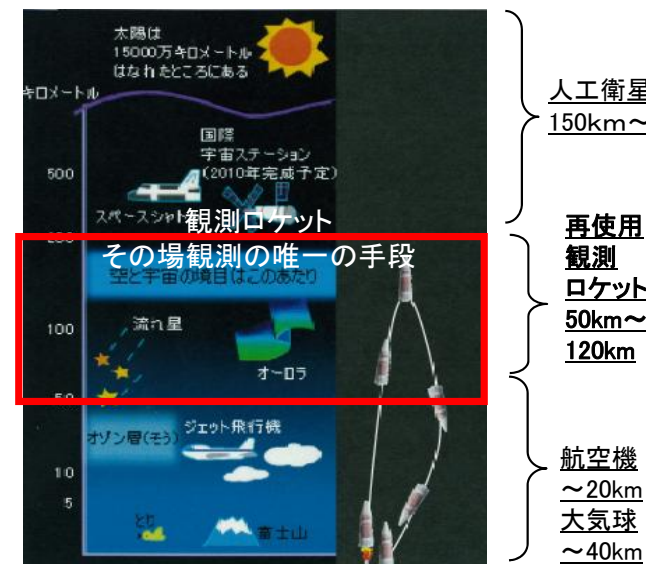 太陽は
15000万キロメートル
はなれたところにある
キロメートル
国際
宇宙ステーション
(2010年完成予定)
500
スペースシャト
観測ロケット
その場観測の唯一の手段
空と宇宙の境目はこのあたり
100
流れ星
オーロラ
50
オゾン層(そう)
ジェット飛行機
10
5
とり
富士山
人工衛星
150km～
再使用
観測
ロケット
50km～
120km
航空機
～20km
大気球
～40km